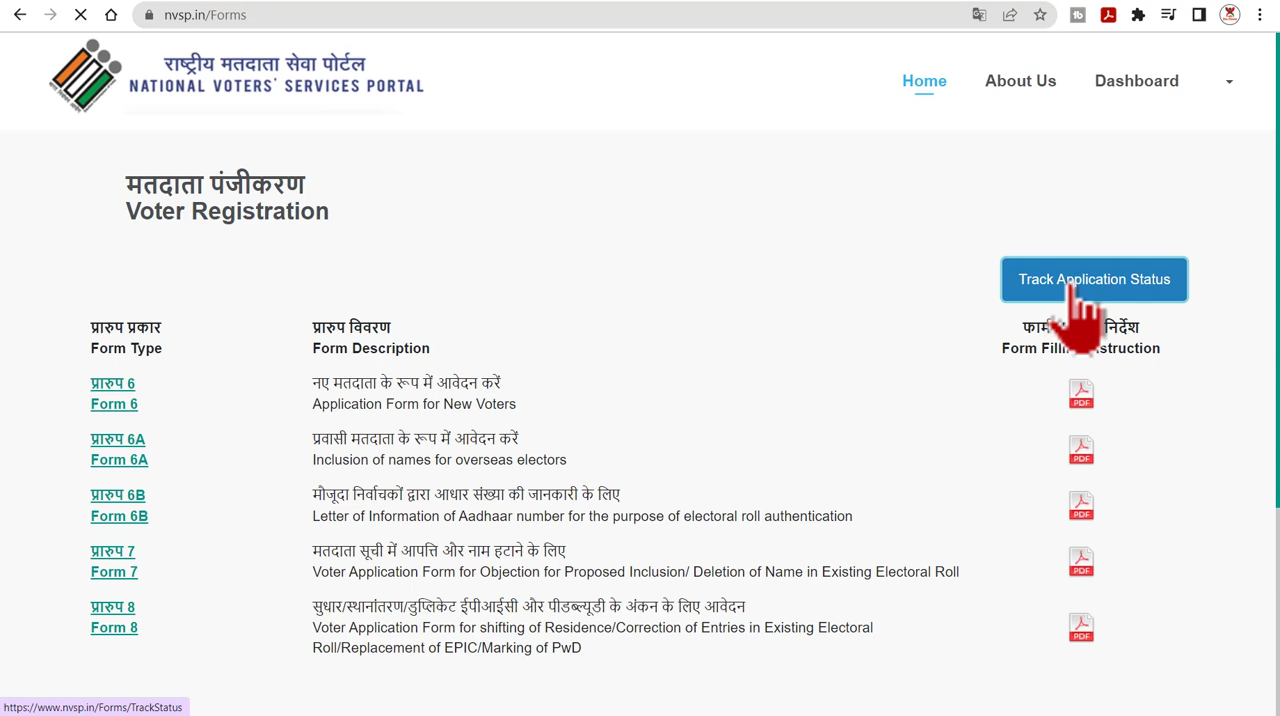 nvsp.in/Forms
राष्ट्रीय मतदाता सेवा पोर्टल
NATIONAL VOTERS' SERVICES PORTAL
Home About Us Dashboard
मतदाता पंजीकरण
Voter Registration
Track Application Status
प्रारुप प्रकार प्रारुप विवरण निर्देश
Form Type Form Description Form
प्रारुप 6 नए मतदाता के रूप में आवेदन करें
Form 6 Application Form for New Voters PDF
प्रारुप 6A प्रवासी मतदाता के रूप में आवेदन करें
Form 6A Inclusion of names for overseas electors PDF
प्रारुप 6B मौजूदा निर्वाचकों द्वारा आधार संख्या की जानकारी के लिए
Form 6B Letter of Information of Aadhaar number for the purpose of electoral roll authentication PDF
प्रारुप 7 मतदाता सूची में आपत्ति और नाम हटाने के लिए
Form 7 Voter Application Form for Objection for Proposed Inclusion/ Deletion of Name in Existing Electoral Roll PDF
प्रारुप 8 सुधार/स्थानांतरण/डुप्लिकेट ईपीआईसी और पीडब्ल्यूडी के अंकन के लिए आवेदन
Form 8 Voter Application Form for shifting of Residence/Correction of Entries in Existing Electoral PDF
Roll/Replacement of EPIC/Marking of PwD
https://www.nvsp.in/Forms/TrackStatus